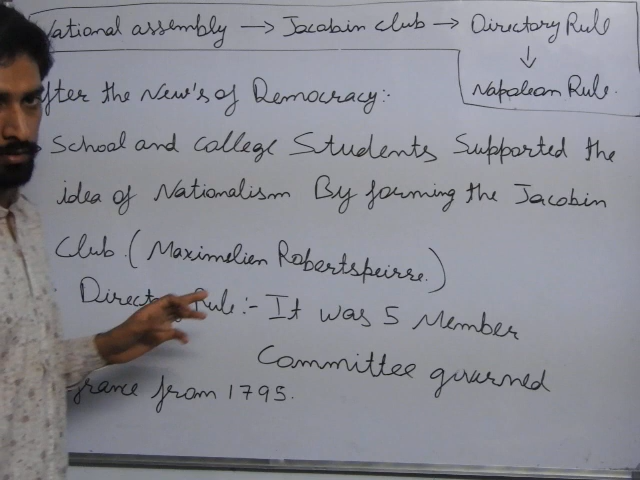 National assembly → Jacobin club → Directory Rule
↓
Napolean Rule.
After the New's of Democracy:-
School and college Students Supported the
idea of Nationalism By forming the Jacobin
Club. (Maximelien Robertspeirre.)
Directory Rule:- It was 5 Member
Committee guverned
france from 1795.